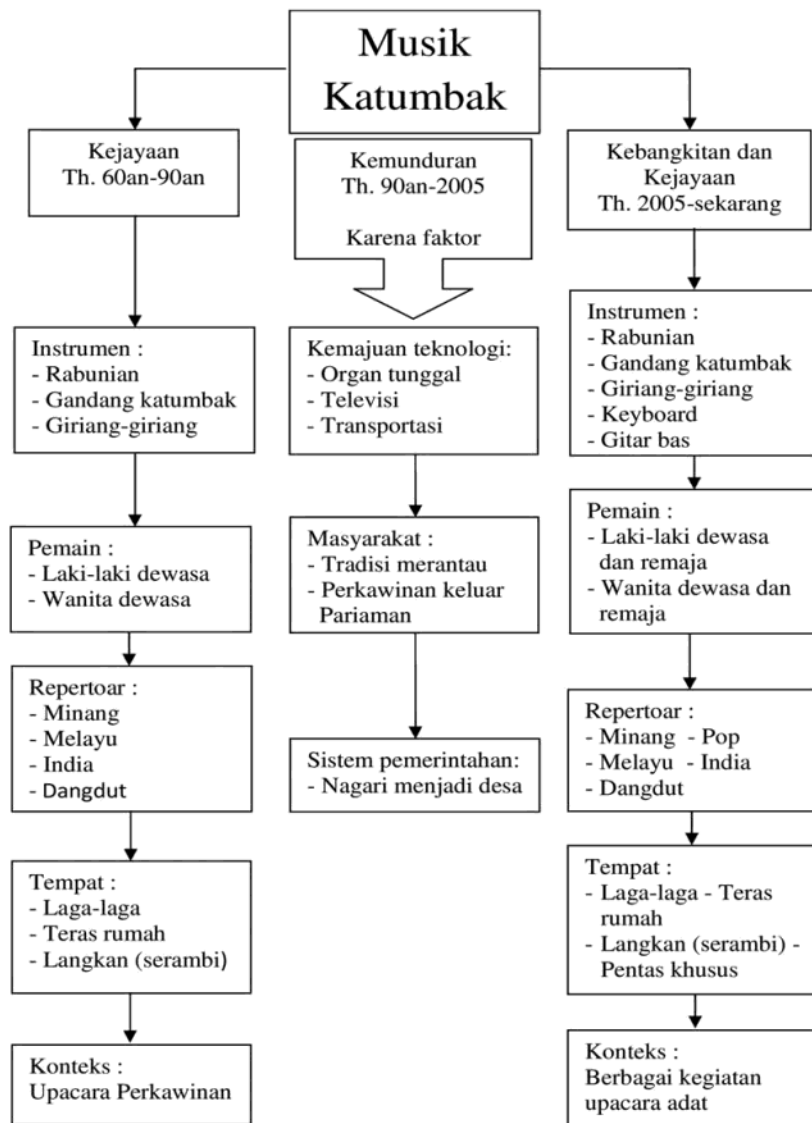 Musik
Katumbak
Kejayaan
Th. 60an-90an
Instrumen :
- Rabunian
- Gandang katumbak
- Giriang-giriang
Pemain :
- Laki-laki dewasa
- Wanita dewasa
Repertoar :
- Minang
- Melayu
- India
- Dangdut
Tempat :
- Laga-laga
- Teras rumah
- Langkan (serambi)
Konteks :
Upacara Perkawinan
Kemunduran
Th. 90an-2005
Karena faktor
Kemajuan teknologi:
- Organ tunggal
- Televisi
- Transportasi
Masyarakat :
- Tradisi merantau
- Perkawinan keluar
Pariaman
Sistem pemerintahan:
- Nagari menjadi desa
Kebangkitan dan
Kejayaan
Th. 2005-sekarang
Instrumen :
- Rabunian
- Gandang katumbak
- Giriang-giriang
- Keyboard
- Gitar bas
Pemain :
- Laki-laki dewasa
dan remaja
- Wanita dewasa dan
remaja
Repertoar :
- Minang - Pop
- Melayu - India
- Dangdut
Tempat :
- Laga-laga - Teras
rumah
- Langkan (serambi) -
Pentas khusus
Konteks :
Berbagai kegiatan
upacara adat